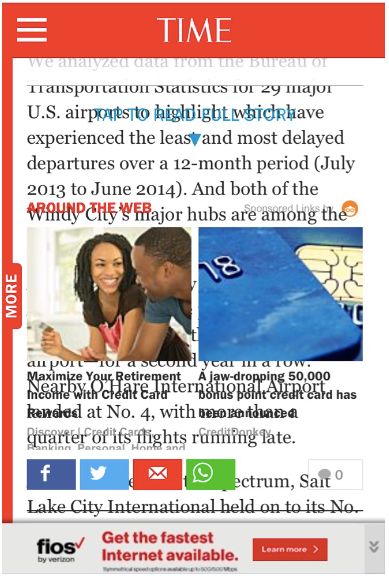 TIME
We analyzed data from the Bureau of
Transportation Statistics for 29 major
U.S. airports to highlight which have
TAP TO READ FULL STORY
experienced the least and most delayed
departures over a 12-month period (July
2013 to June 2014). And both of the
AROUND THE WEB
Sponsored Links by
Windy City's major hubs are among the
MORE
18
airport for a second year in a row.
Maximize Your Retirement
Income with Credit Card
Rewards
Discover | Credit Cards
Banking, Personal, Home and
A jaw-dropping 50,000
bonus point credit card has
been announced
CreditDonkey
Nearby O'Hare International Airport
landed at No. 4, with more than a
quarter of its flights running late.
spectrum, Salt
Lake City International held on to its No.
0
fios
by verizon
Get the fastest
Internet available.
Symmetrical speed options available up to 500/500 Mbps.
Learn more >